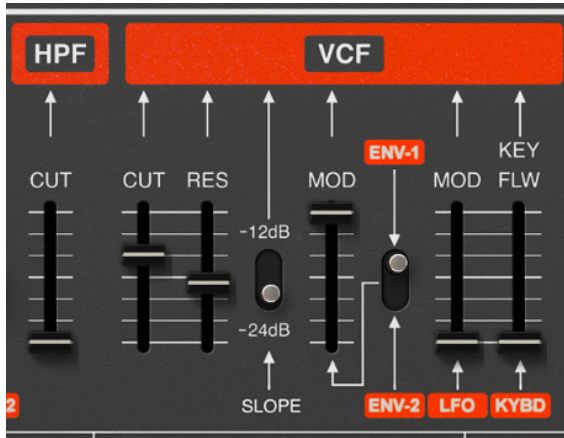 HPF
VCF
ENV-1
KEY
CUT
CUT
RES
MOD
MOD
FLW
-12dB
-24dB
SLOPE
2
ENV-2
LFO
KYBD